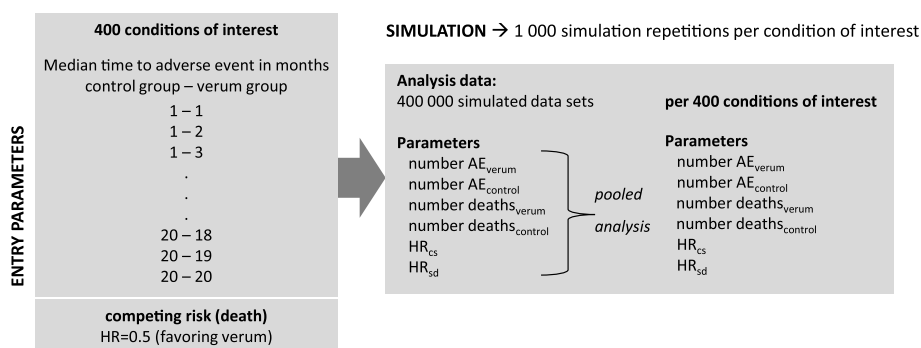 ENTRY PARAMETERS
400 conditions of interest
Median time to adverse event in months
control group – verum group
1 – 1
1 – 2
1 – 3
.
.
.
20 – 18
20 – 19
20 – 20
competing risk (death)
HR=0.5 (favoring verum)
SIMULATION → 1 000 simulation repetitions per condition of interest
Analysis data:
400 000 simulated data sets
Parameters
number AEverum
number AEcontrol
number deathsverum
number deathscontrol
HRcs
HRsd
pooled
analysis
per 400 conditions of interest
Parameters
number AEverum
number AEcontrol
number deathsverum
number deathscontrol
HRcs
HRsd